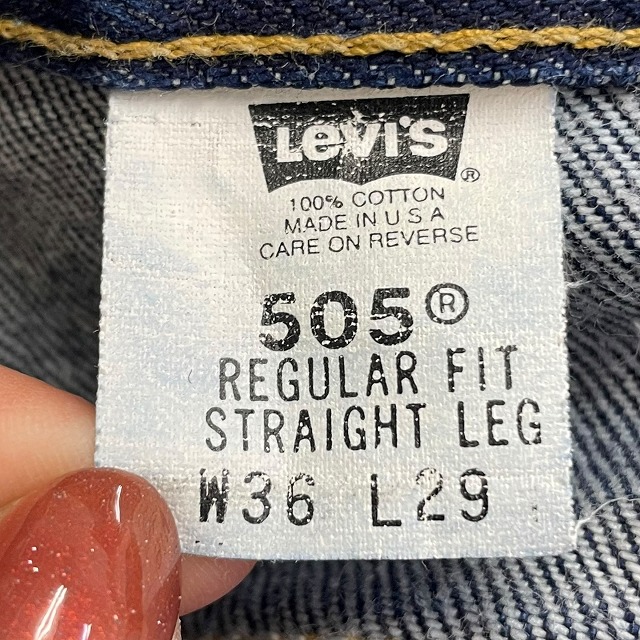 Levi's®
100% COTTON
MADE IN U S A
CARE ON REVERSE
505®
REGULAR FIT
STRAIGHT LEG
W36 L29